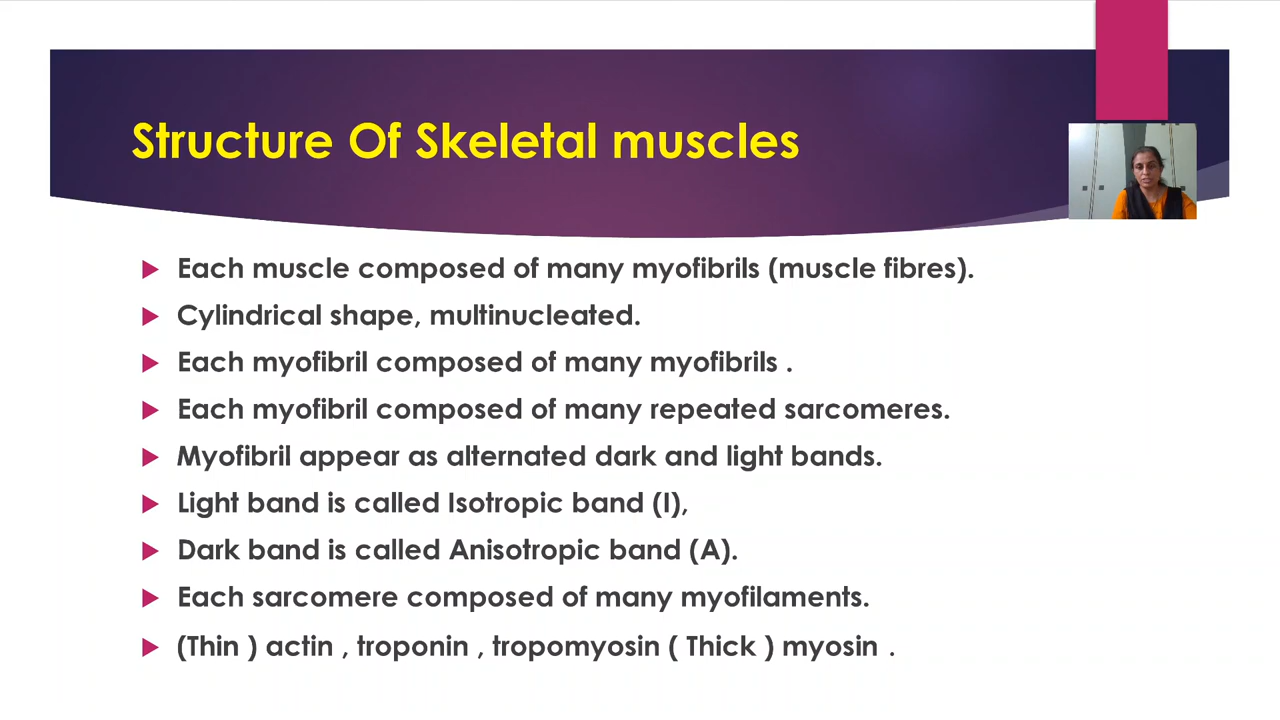 Structure Of Skeletal muscles
Each muscle composed of many myofibrils (muscle fibres).
Cylindrical shape, multinucleated.
Each myofibril composed of many myofibrils .
Each myofibril composed of many repeated sarcomeres.
Myofibril appear as alternated dark and light bands.
Light band is called Isotropic band (I),
Dark band is called Anisotropic band (A).
Each sarcomere composed of many myofilaments.
(Thin ) actin , troponin , tropomyosin ( Thick ) myosin .